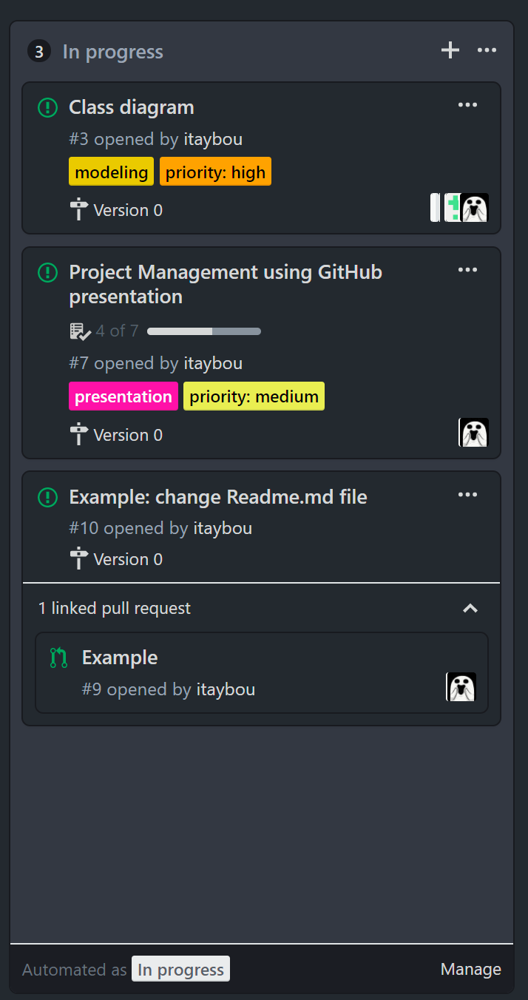 3 In progress
Class diagram
#3 opened by itaybou
modeling priority: high
Version 0
Project Management using GitHub
presentation
4 of 7
#7 opened by itaybou
presentation priority: medium
Version 0
Example: change Readme.md file
#10 opened by itaybou
Version 0
1 linked pull request
Example
#9 opened by itaybou
Automated as In progress Manage